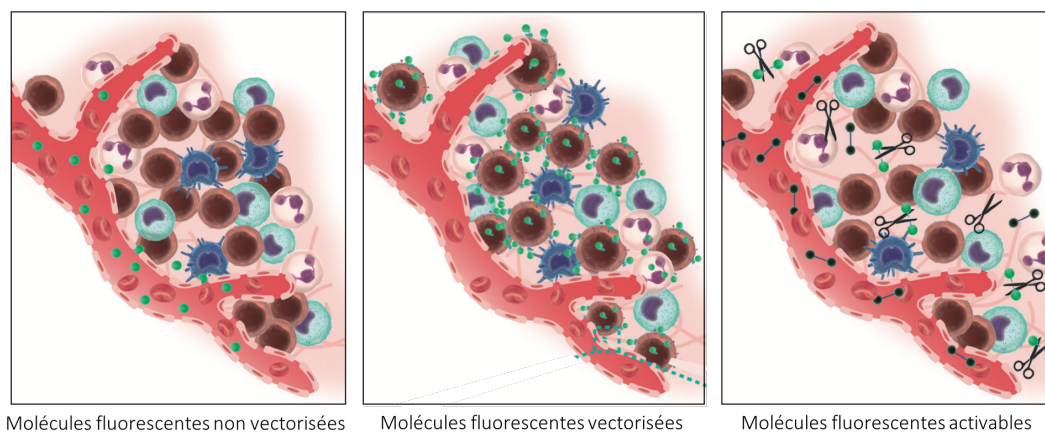 Molécules fluorescentes non vectorisées
Molécules fluorescentes vectorisées
Molécules fluorescentes activables